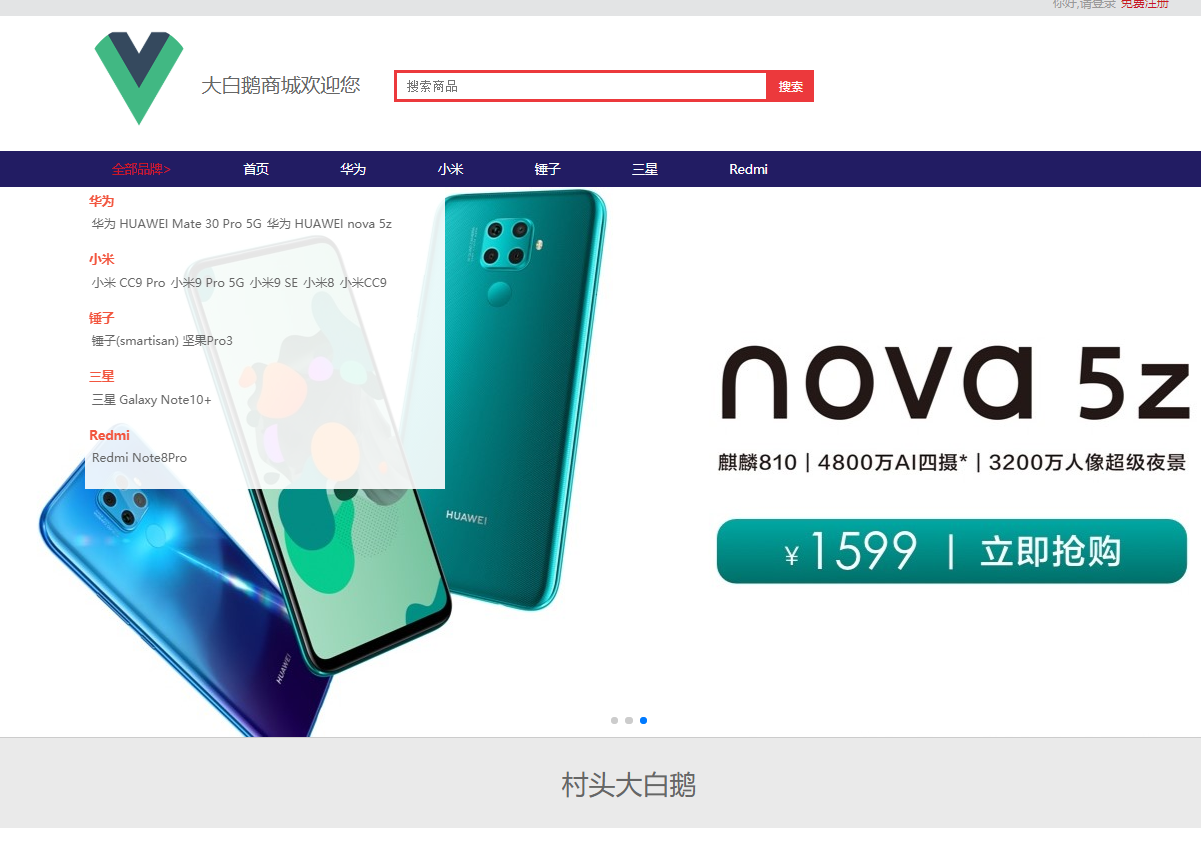 你好,请登录 免费注册
大白鹅商城欢迎您
搜索商品
搜索
全部品牌> 首页 华为 小米 锤子 三星 Redmi
华为
华为 HUAWEI Mate 30 Pro 5G 华为 HUAWEI nova 5z
小米
小米 CC9 Pro 小米9 Pro 5G 小米9 SE 小米8 小米CC9
锤子
锤子(smartisan) 坚果Pro3
三星
三星 Galaxy Note10+
Redmi
Redmi Note8Pro
HUAWEI
HUAWEI
nova 5z
麒麟810 | 4800万AI四摄* | 3200万人像超级夜景
¥ 1599 | 立即抢购
村头大白鹅